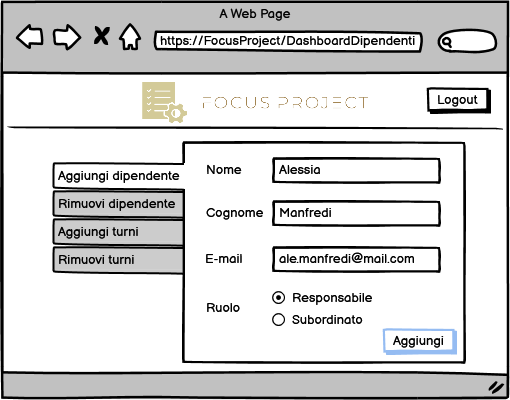 A Web Page
https://FocusProject/DashboardDipendenti
FOCUS PROJECT
Logout
Aggiungi dipendente
Rimuovi dipendente
Aggiungi turni
Rimuovi turni
Nome Alessia
Cognome Manfredi
E-mail ale.manfredi@mail.com
Ruolo
Responsabile
Subordinato
Aggiungi